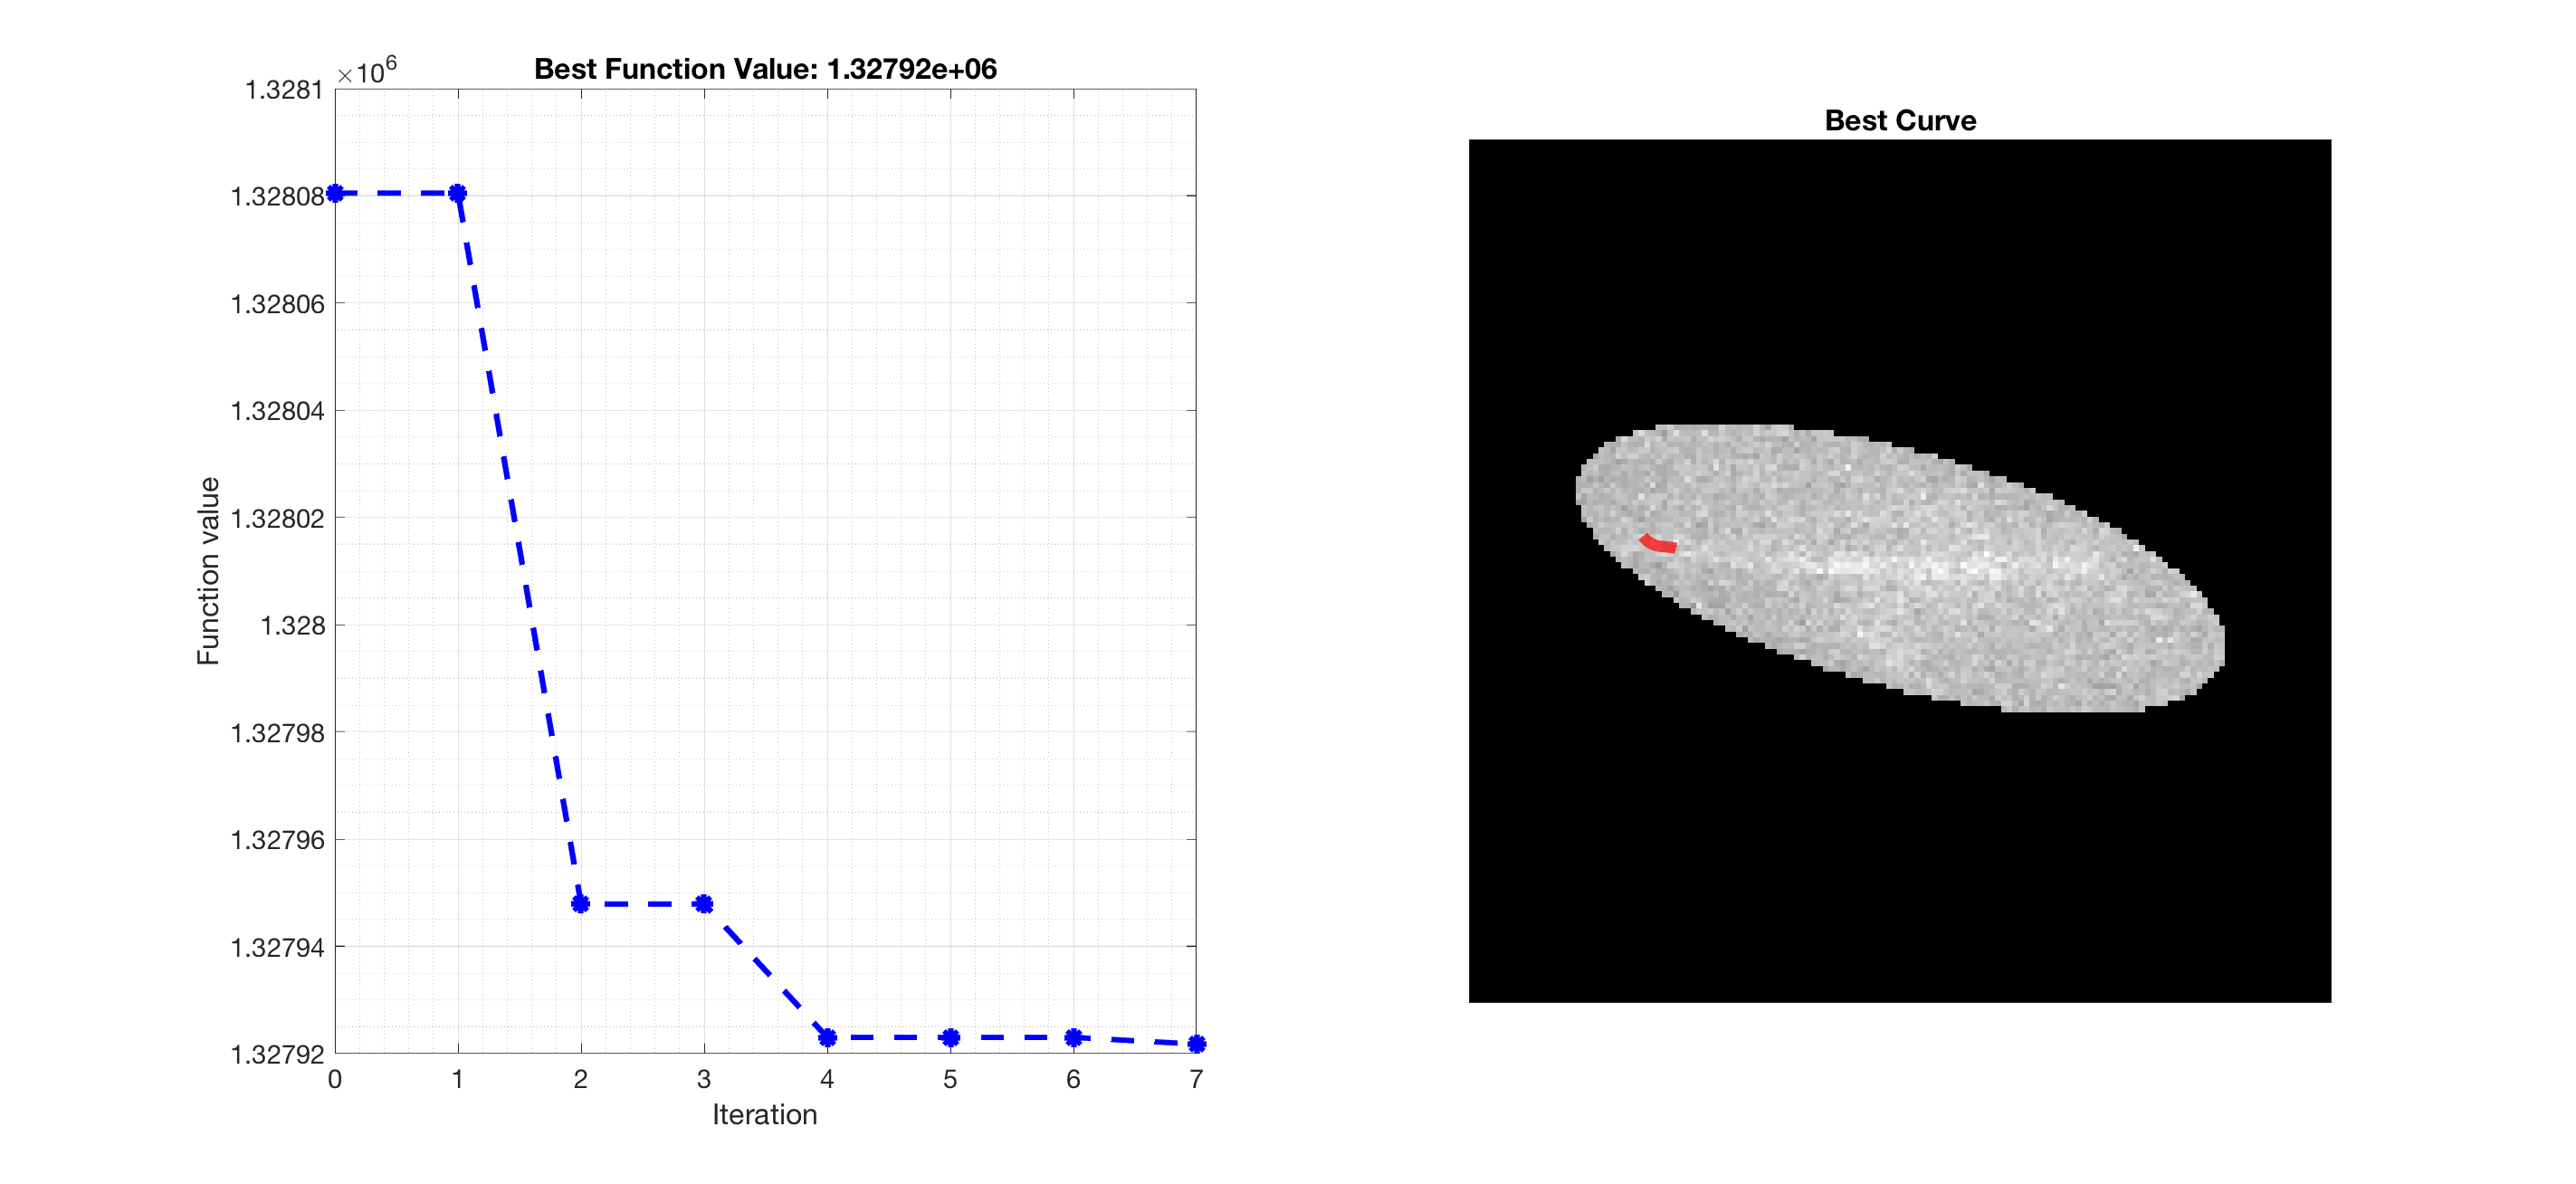 ×10^6
Best Function Value: 1.32792e+06
1.3281
1.32808
1.32806
1.32804
1.32802
1.328
1.32798
1.32796
1.32794
1.32792
Function value
0 1 2 3 4 5 6 7
Iteration
Best Curve